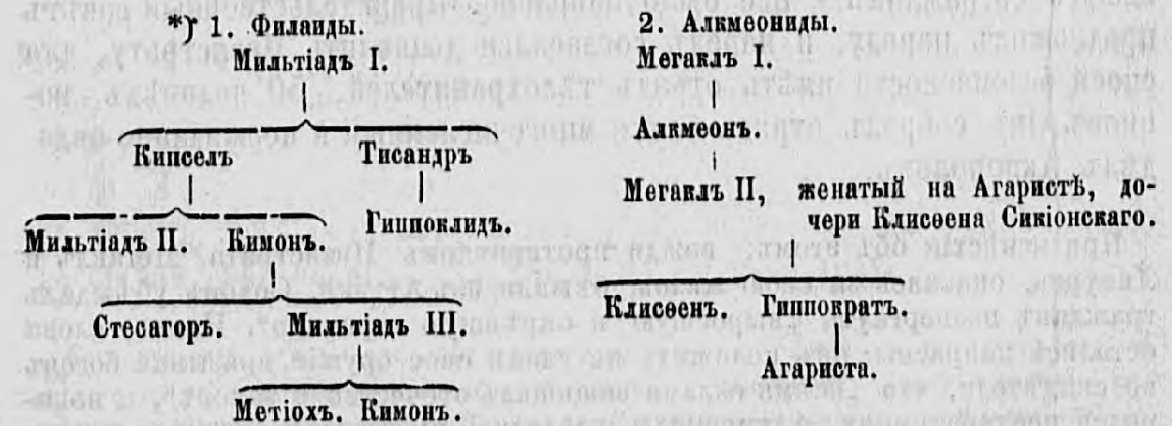 *) 1. Филаиды.
Мильтіадъ I.
Кипселъ Тисандръ
Гиппоклидъ.
Мильтіадъ II. Кимонъ.
Стесагоръ. Мильтіадъ III.
Метіохъ. Кимонъ.
2. Алкмеониды.
Мегаклъ I.
Алкмеонъ.
Мегаклъ II, женатый на Агаристѣ, до-
чери Клисѳена Сикіонскаго.
Клисѳенъ. Гиппократъ.
Агариста.